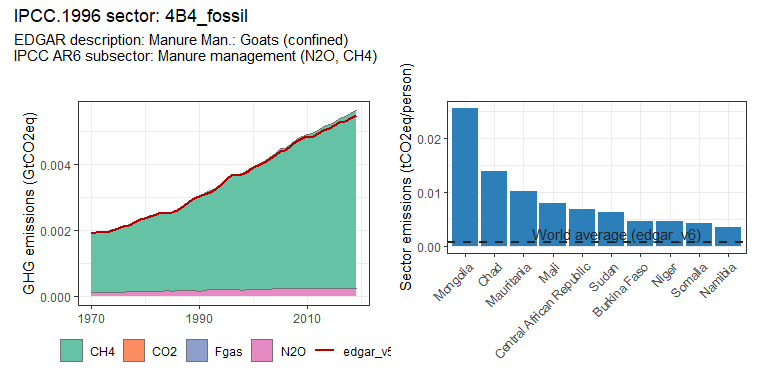 IPCC.1996 sector: 4B4_fossil
EDGAR description: Manure Man.: Goats (confined)
IPCC AR6 subsector: Manure management (N2O, CH4)
GHG emissions (GtCO2eq)
0.004
0.002
0.000
1970
1990
2010
CH4
CO2
Fgas
N2O
edgar_v6
Sector emissions (tCO2eq/person)
0.02
0.01
0.00
World average (edgar_v6)
Mongolia
Chad
Mauritania
Mali
Central African Republic
Sudan
Burkina Faso
Niger
Somalia
Namibia